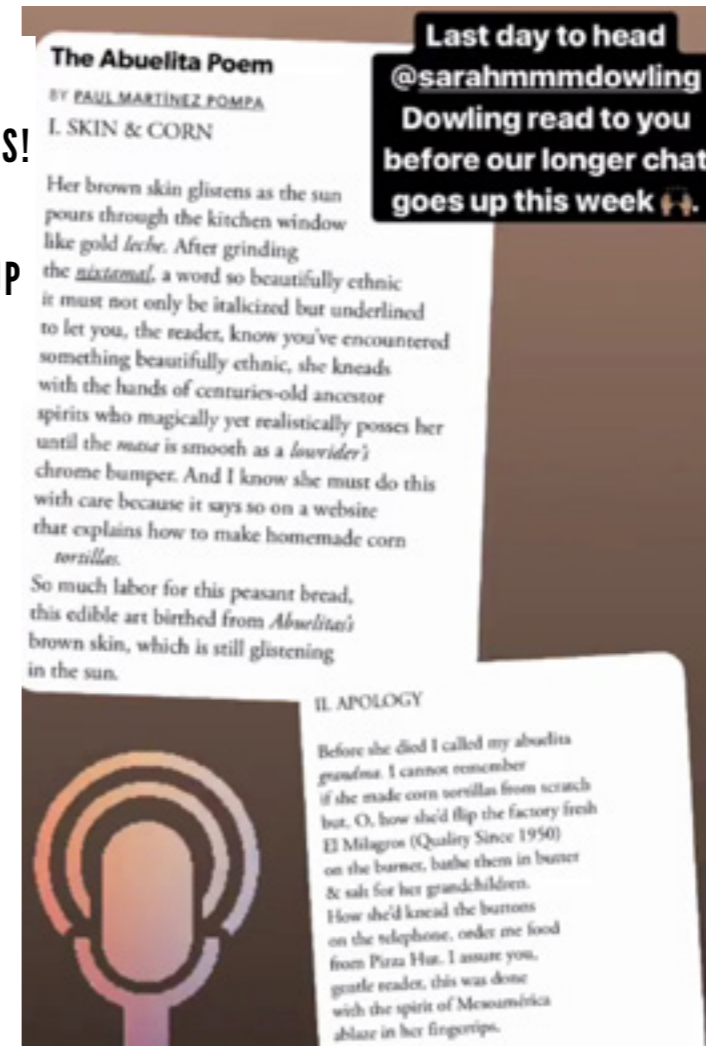 S!
P
The Abuelita Poem
BY PAUL MARTÍNEZ POMPA
I. SKIN & CORN
Her brown skin glistens as the sun
pours through the kitchen window
like gold leche. After grinding
the nixtamal, a word so beautifully ethnic
it must not only be italicized but underlined
to let you, the reader, know you've encountered
something beautifully ethnic, she kneads
with the hands of centuries-old ancestor
spirits who magically yet realistically posses her
until the masa is smooth as a lowrider's
chrome bumper. And I know she must do this
with care because it says so on a website
that explains how to make homemade corn
tortillas.
So much labor for this peasant bread,
this edible art birthed from Abuelita's
brown skin, which is still glistening
in the sun.
Last day to head
@sarahmmmdowling
Dowling read to you
before our longer chat
goes up this week 🙌🏽.
II. APOLOGY
Before she died I called my abuelita
grandma. I cannot remember
if she made corn tortillas from scratch
but, O, how she'd flip the factory fresh
El Milagros (Quality Since 1950)
on the burner, bathe them in butter
& salt for her grandchildren.
How she'd knead the buttons
on the telephone, order me food
from Pizza Hut. I assure you,
gentle reader, this was done
with the spirit of Mesoamérica
ablaze in her fingertips.